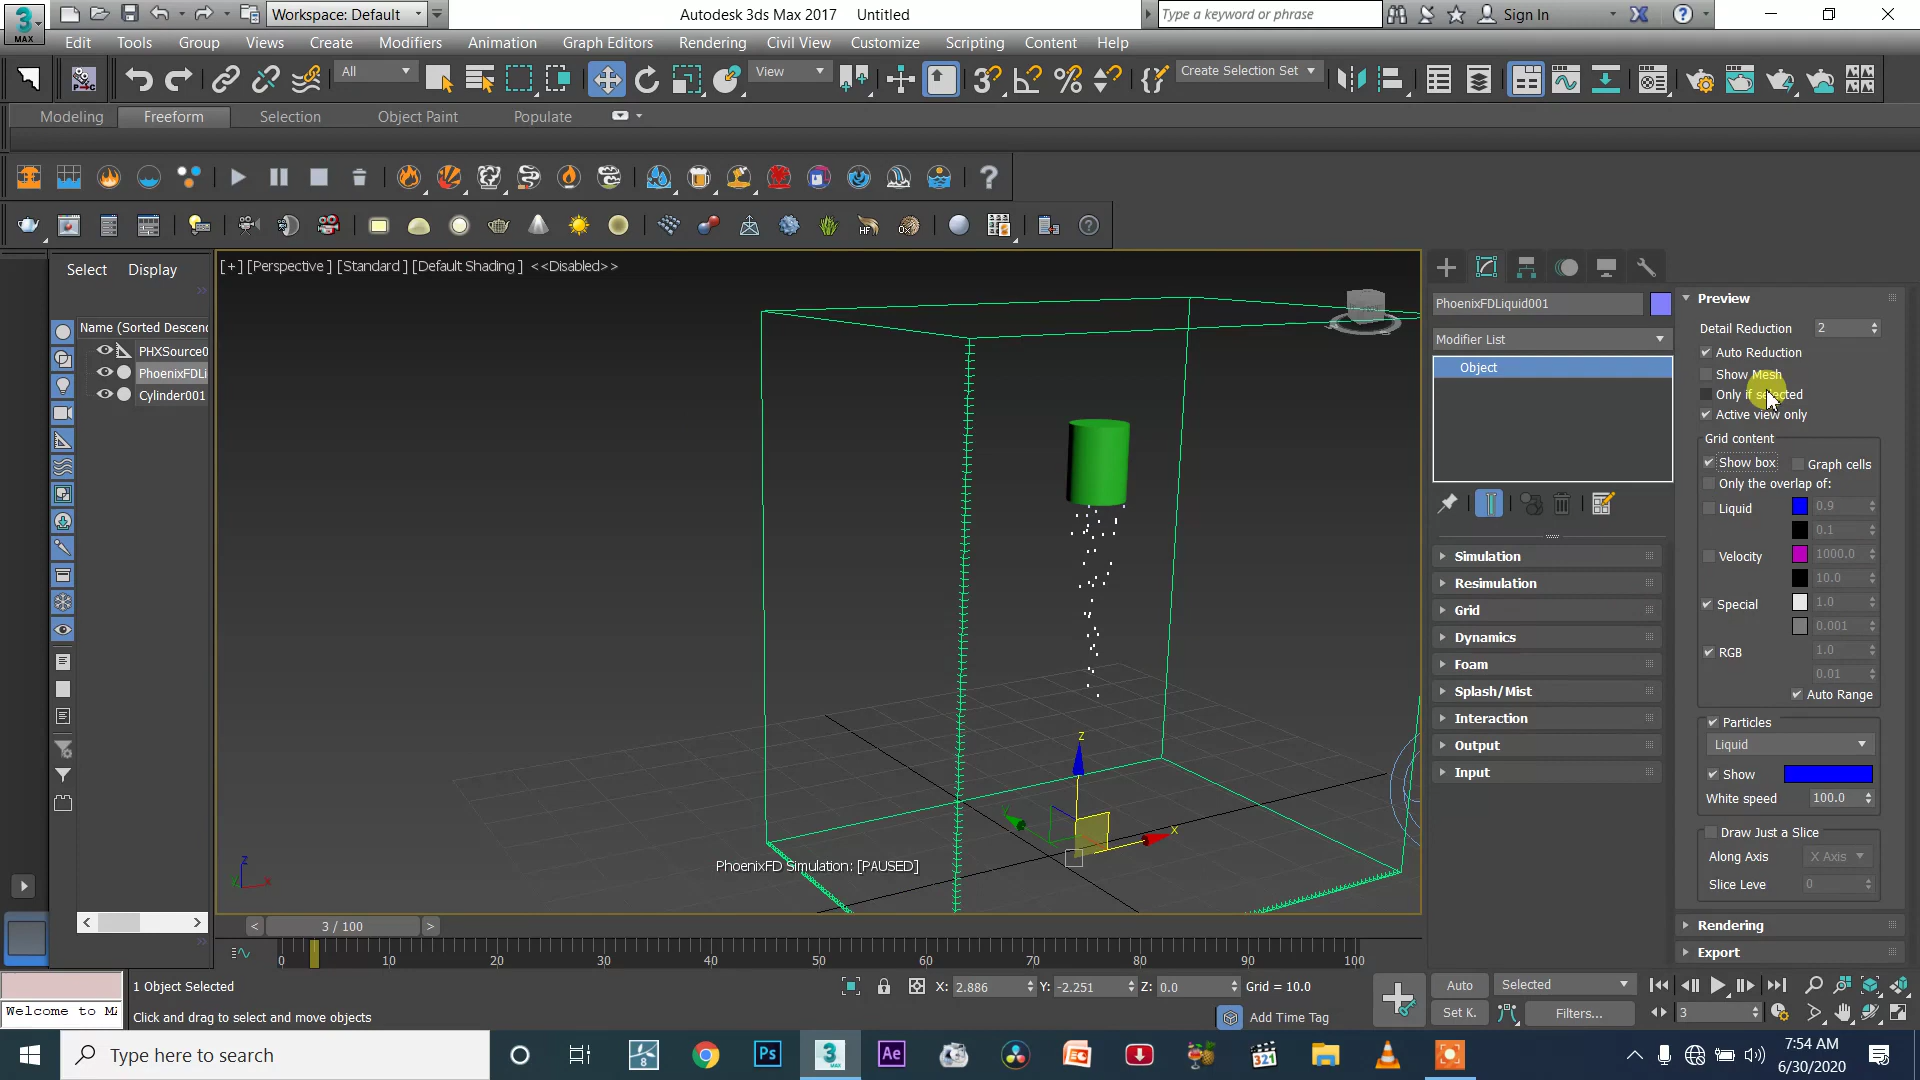 3
MAX
Workspace: Default
Autodesk 3ds Max 2017 Untitled
Type a keyword or phrase
Sign In
Edit Tools Group Views Create Modifiers Animation Graph Editors Rendering Civil View Customize Scripting Content Help
All
View
Create Selection Set
Modeling Freeform Selection Object Paint Populate
Select Display
[+] [Perspective ] [Standard ] [Default Shading ] <<Disabled>>
Name (Sorted Descend
PHXSource0
PhoenixFDLi
Cylinder001
PhoenixFDLiquid001
Modifier List
Object
Simulation
Resimulation
Grid
Dynamics
Foam
Splash/Mist
Interaction
Output
Input
Preview
Detail Reduction 2
Auto Reduction
Show Mesh
Only if selected
Active view only
Grid content
Show box Graph cells
Only the overlap of:
Liquid 0.9
0.1
Velocity 1000.0
10.0
Special 1.0
0.001
RGB 1.0
0.01
Auto Range
Particles
Liquid
Show
White speed 100.0
Draw Just a Slice
Along Axis X Axis
Slice Leve 0
Rendering
Export
z
x
PhoenixFD Simulation: [PAUSED]
z
x
< 3 / 100 >
0 10 20 30 40 50 60 70 80 90 100
1 Object Selected
X: 2.886 Y: -2.251 Z: 0.0 Grid = 10.0
Auto Selected
Welcome to MA
Click and drag to select and move objects
Add Time Tag
Set K. Filters... 3
Type here to search
7:54 AM
6/30/2020